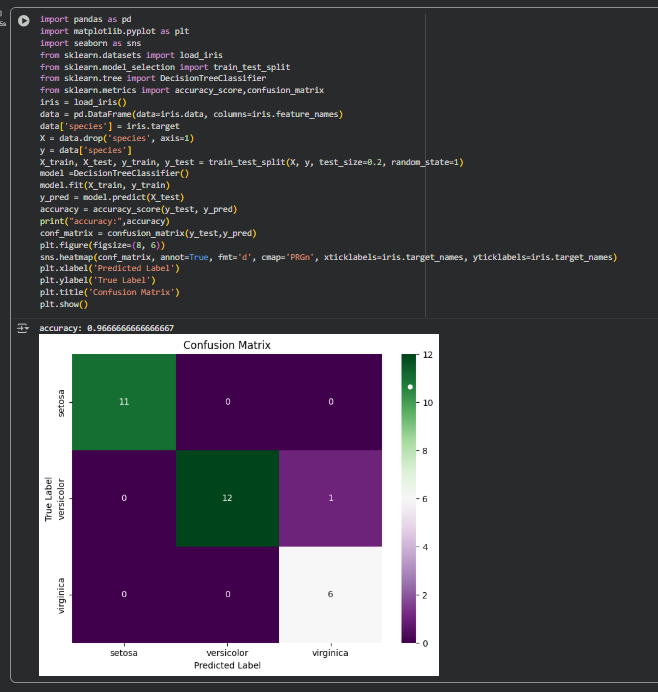 import pandas as pd
import matplotlib.pyplot as plt
import seaborn as sns
from sklearn.datasets import load_iris
from sklearn.model_selection import train_test_split
from sklearn.tree import DecisionTreeClassifier
from sklearn.metrics import accuracy_score,confusion_matrix
iris = load_iris()
data = pd.DataFrame(data=iris.data, columns=iris.feature_names)
data['species'] = iris.target
X = data.drop('species', axis=1)
y = data['species']
X_train, X_test, y_train, y_test = train_test_split(X, y, test_size=0.2, random_state=1)
model =DecisionTreeClassifier()
model.fit(X_train, y_train)
y_pred = model.predict(X_test)
accuracy = accuracy_score(y_test, y_pred)
print("accuracy:",accuracy)
conf_matrix = confusion_matrix(y_test,y_pred)
plt.figure(figsize=(8, 6))
sns.heatmap(conf_matrix, annot=True, fmt='d', cmap='PRGn', xticklabels=iris.target_names, yticklabels=iris.target_names)
plt.xlabel('Predicted Label')
plt.ylabel('True Label')
plt.title('Confusion Matrix')
plt.show()
accuracy: 0.9666666666666667
Confusion Matrix
True Label
setosa
versicolor
virginica
11 0 0
0 12 1
0 0 6
setosa versicolor virginica
Predicted Label
12
10
8
6
4
2
0